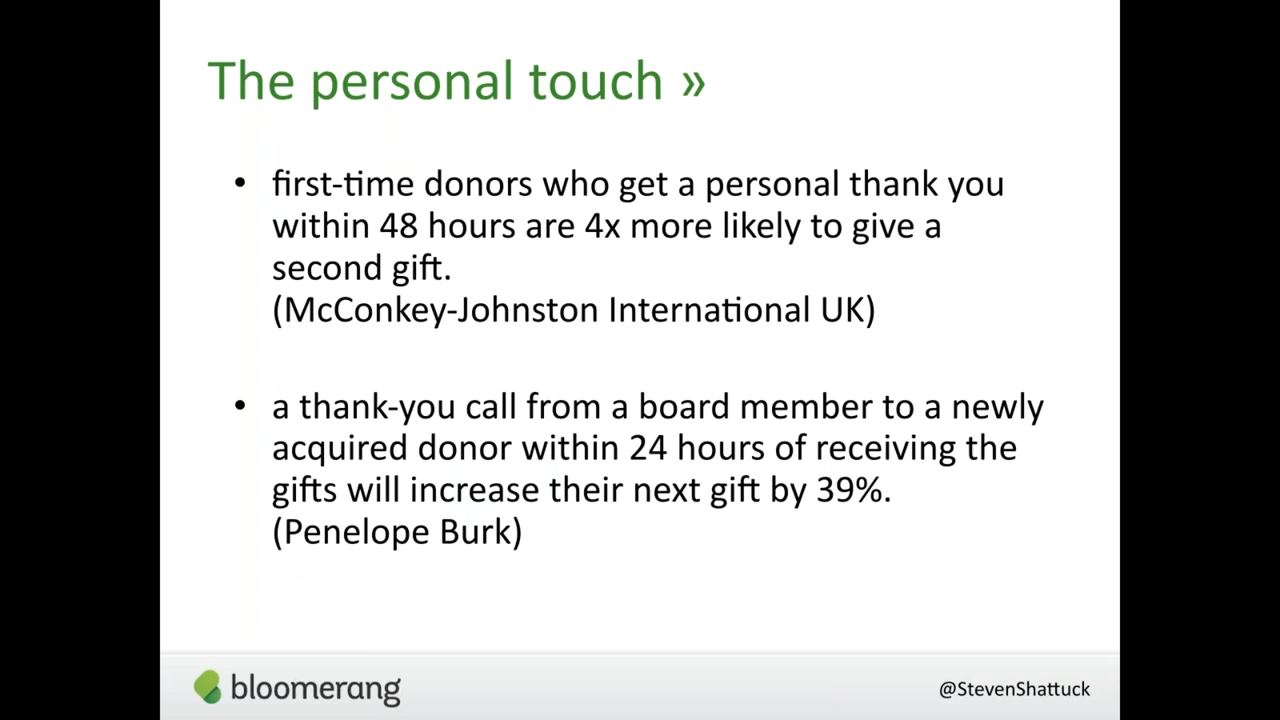 The personal touch »
• first-time donors who get a personal thank you
within 48 hours are 4x more likely to give a
second gift.
(McConkey-Johnston International UK)
• a thank-you call from a board member to a newly
acquired donor within 24 hours of receiving the
gifts will increase their next gift by 39%.
(Penelope Burk)
bloomerang
@StevenShattuck